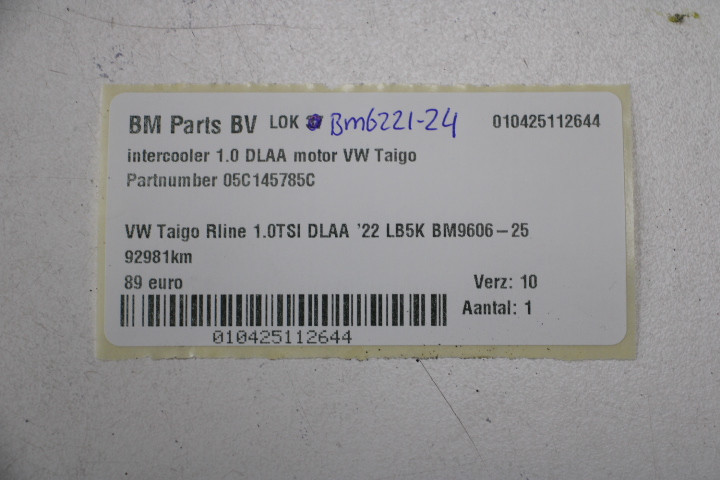 BM Parts BV LOK Bm6221-24 010425112644
intercooler 1.0 DLAA motor VW Taigo
Partnumber 05C145785C
VW Taigo Rline 1.0TSI DLAA '22 LB5K BM9606-25
92981km
89 euro Verz: 10
Aantal: 1
010425112644